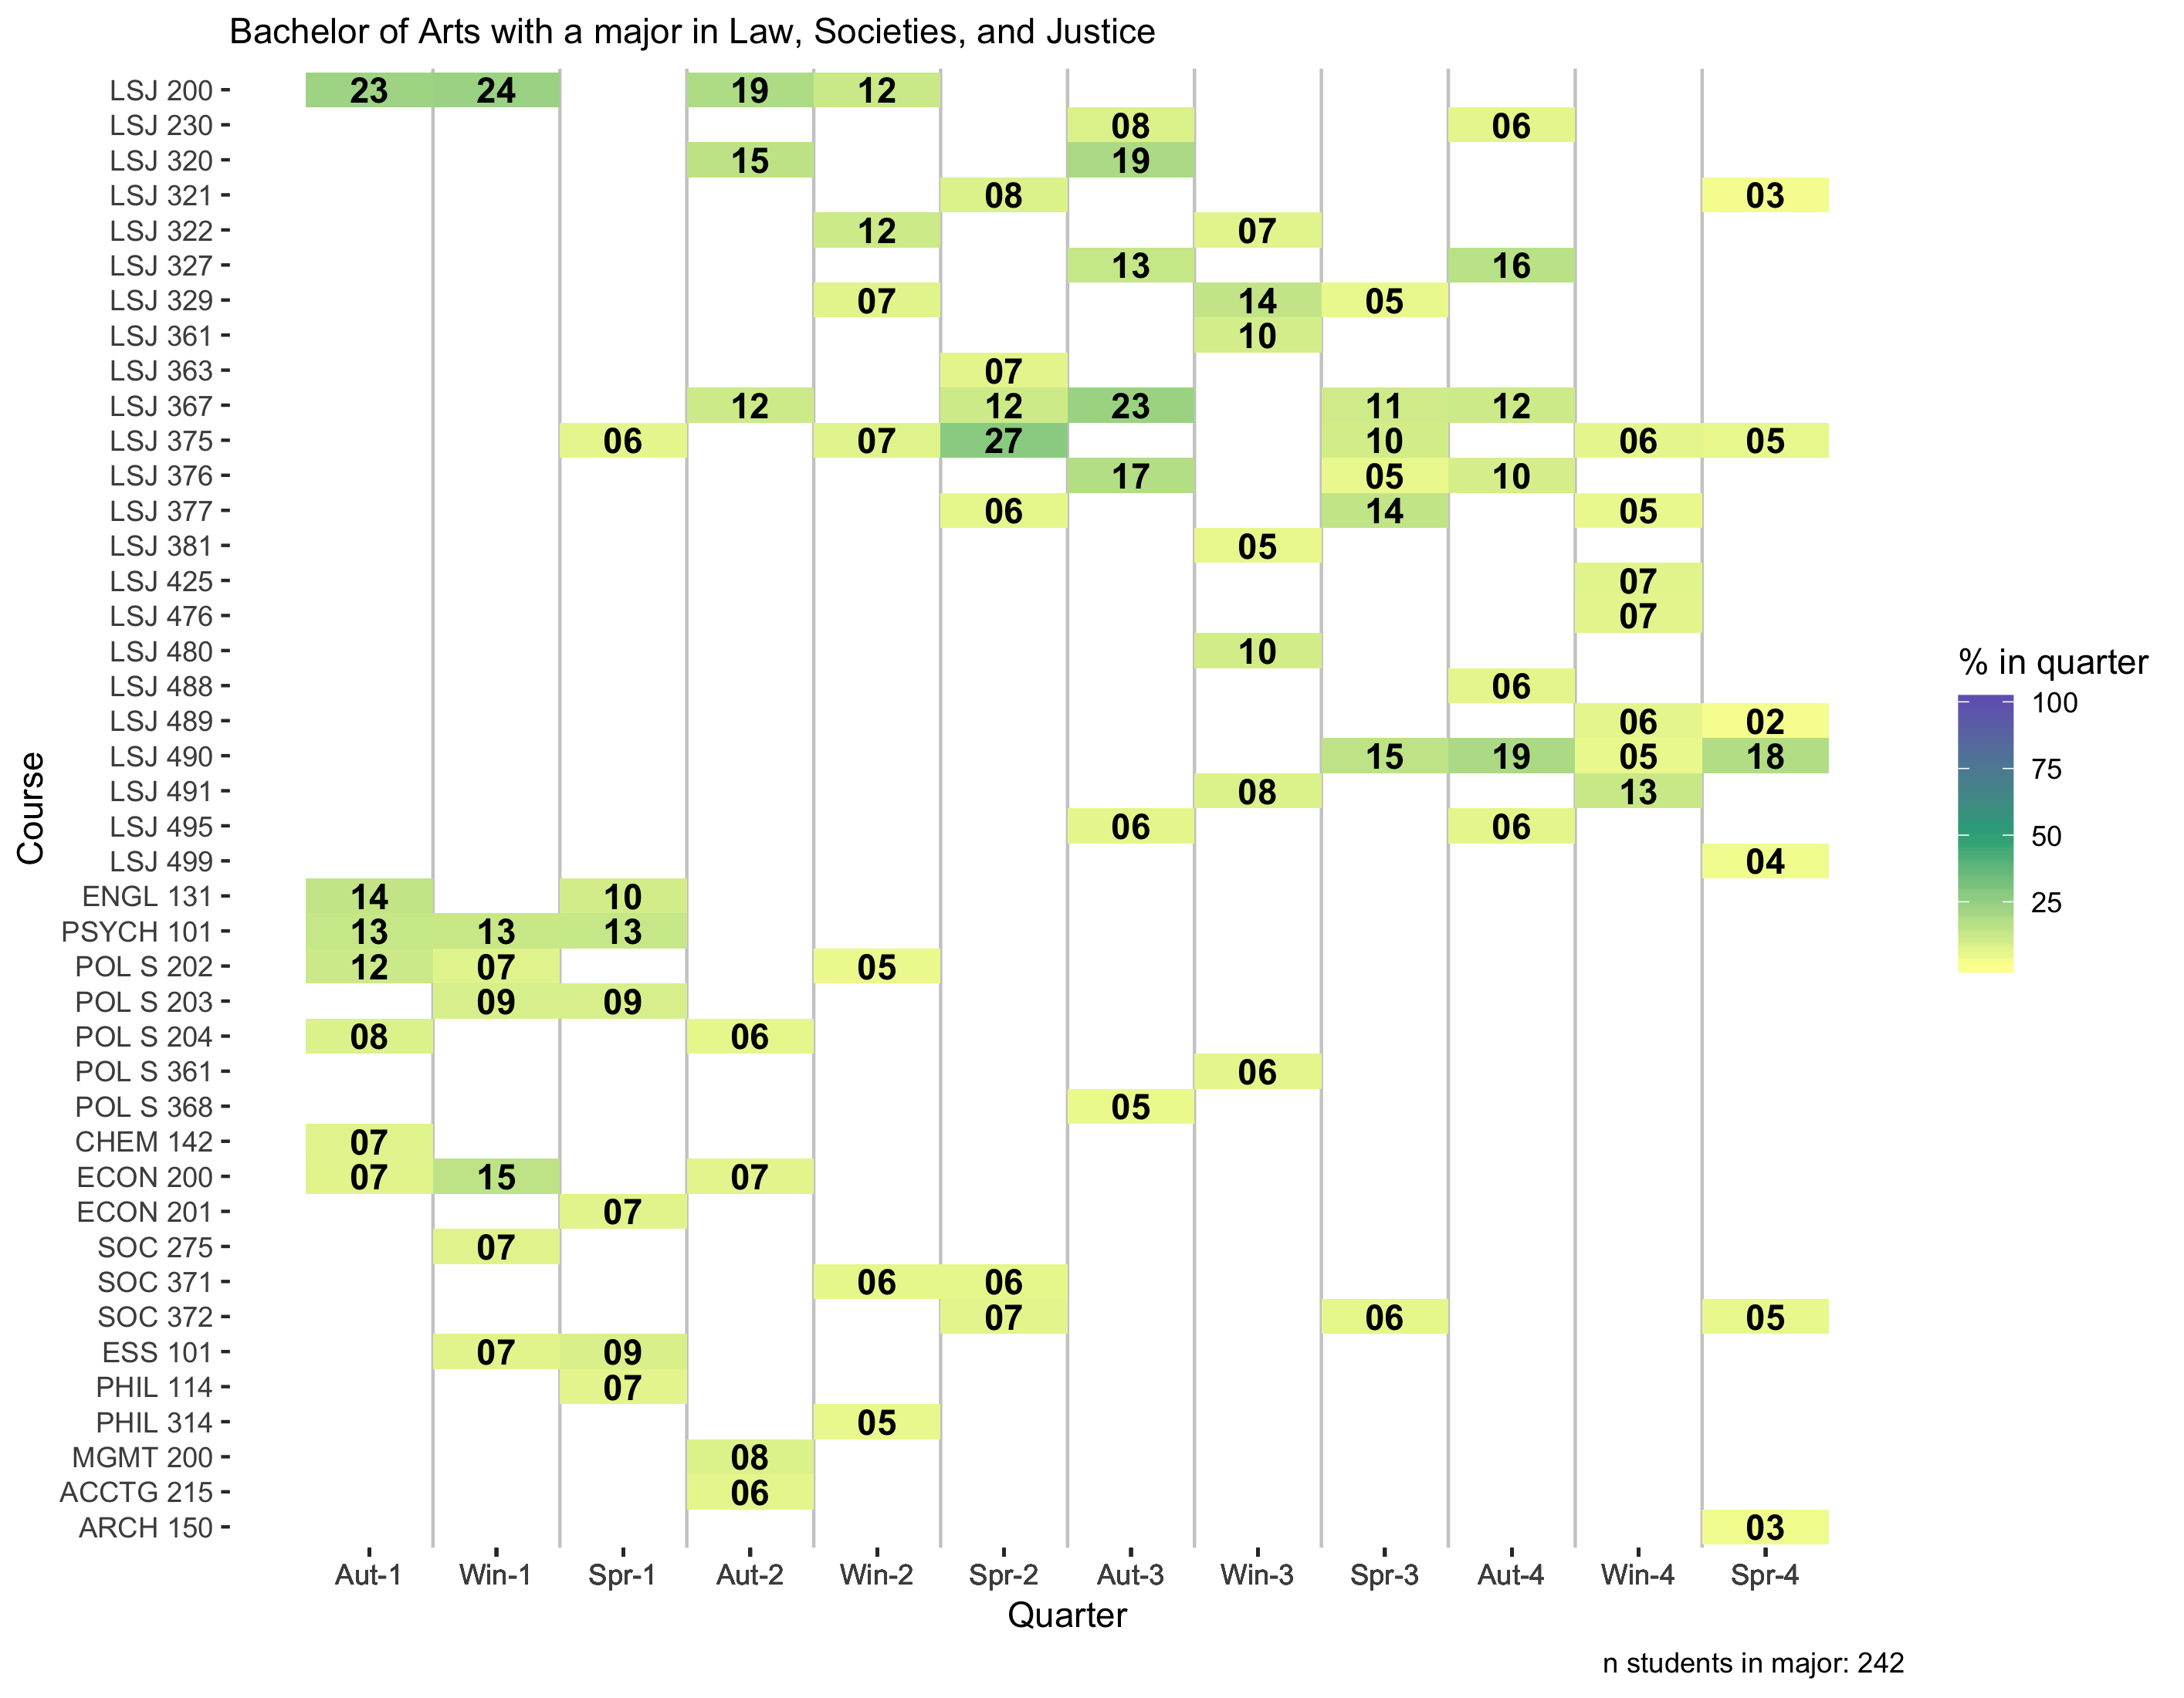 Bachelor of Arts with a major in Law, Societies, and Justice
LSJ 200 23 24 19 12
LSJ 230 08 06
LSJ 320 15 19
LSJ 321 08 03
LSJ 322 12 07
LSJ 327 13 16
LSJ 329 07 14 05
LSJ 361 10
LSJ 363 07
LSJ 367 12 12 23 11 12
LSJ 375 06 07 27 10 06 05
LSJ 376 17 05 10
LSJ 377 06 14 05
LSJ 381 05
LSJ 425 07
LSJ 476 07
LSJ 480 10
LSJ 488 06
LSJ 489 06 02
LSJ 490 15 19 05 18
LSJ 491 08 13
LSJ 495 06 06
LSJ 499 04
ENGL 131 14 10
PSYCH 101 13 13 13
POL S 202 12 07 05
POL S 203 09 09
POL S 204 08 06
POL S 361 06
POL S 368 05
CHEM 142 07
ECON 200 07 15 07
ECON 201 07
SOC 275 07
SOC 371 06 06
SOC 372 07 06 05
ESS 101 07 09
PHIL 114 07
PHIL 314 05
MGMT 200 08
ACCTG 215 06
ARCH 150 03
Aut-1 Win-1 Spr-1 Aut-2 Win-2 Spr-2 Aut-3 Win-3 Spr-3 Aut-4 Win-4 Spr-4
Quarter
Course
% in quarter
100
75
50
25
n students in major: 242